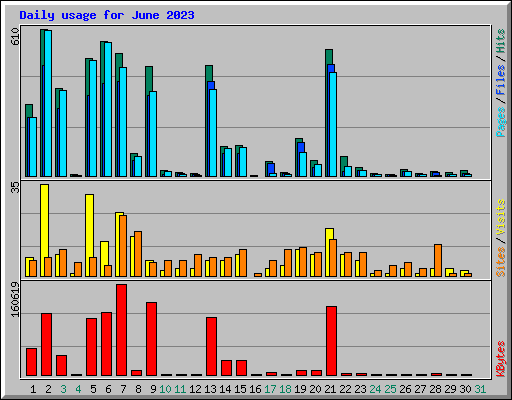 Daily usage for June 2023
610
Pages / Files / Hits
35
Sites / Visits
160619
KBytes
1 2 3 4 5 6 7 8 9 10 11 12 13 14 15 16 17 18 19 20 21 22 23 24 25 26 27 28 29 30 31